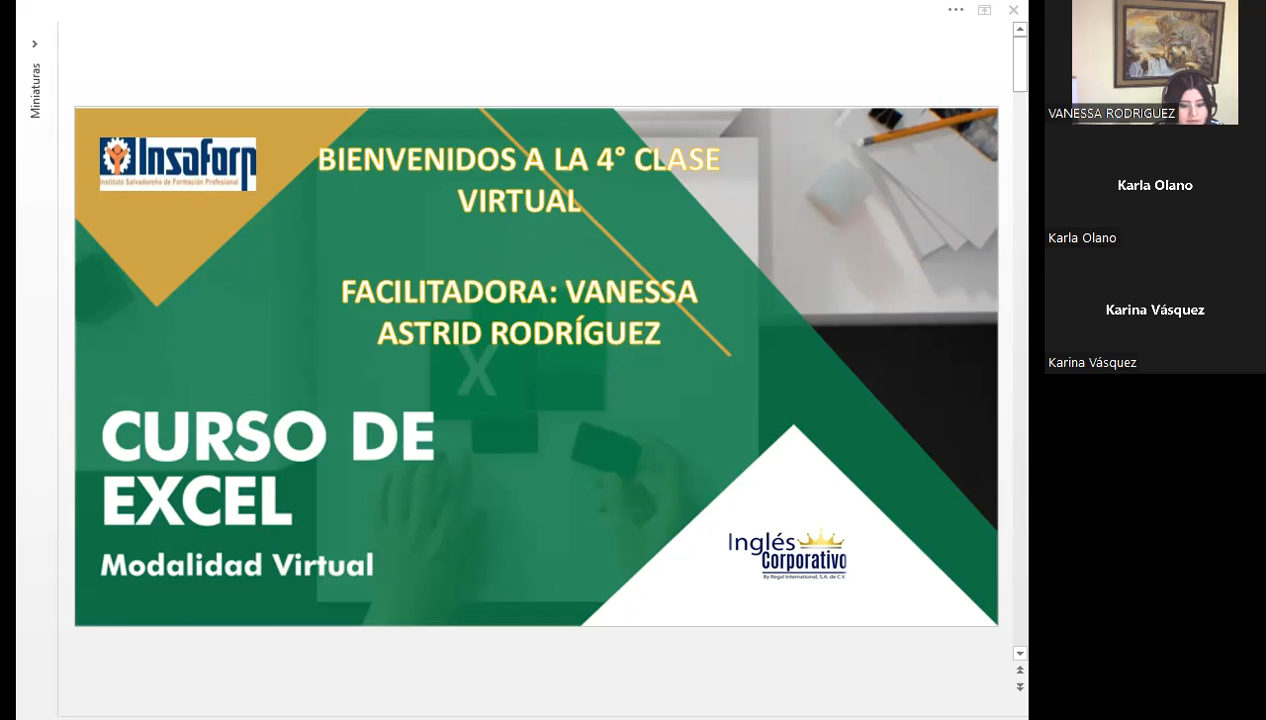 Miniaturas
Insaforp
Instituto Salvadoreño de Formación Profesional
BIENVENIDOS A LA 4° CLASE
VIRTUAL
FACILITADORA: VANESSA
ASTRID RODRÍGUEZ
X
CURSO DE
EXCEL
Modalidad Virtual
Inglés
Corporativo
By Regal International, S.A. de C.V.
VANESSA RODRIGUEZ
Karla Olano
Karla Olano
Karina Vásquez
Karina Vásquez